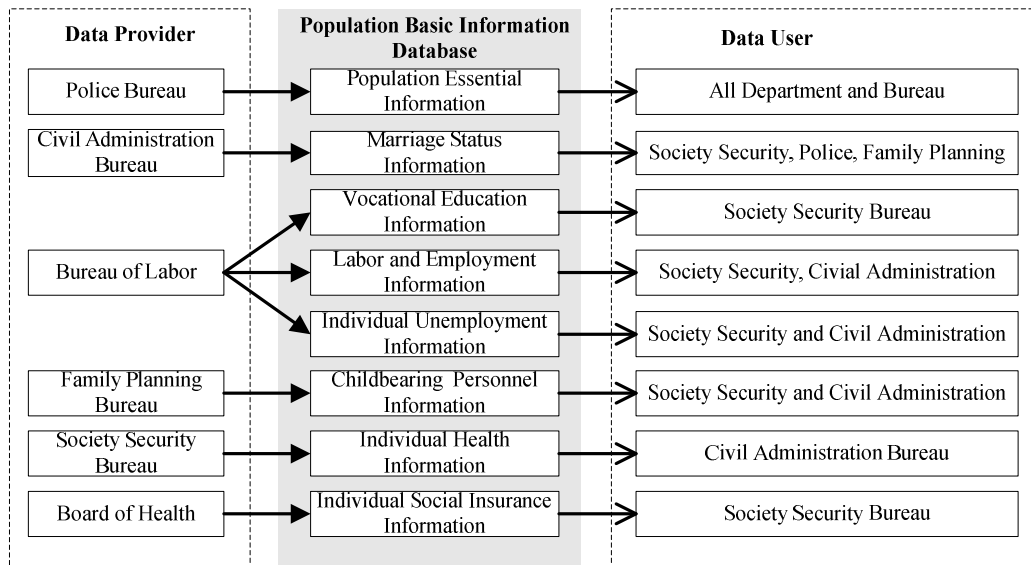 Data Provider
Population Basic Information
Database
Data User
Police Bureau
Population Essential
Information
All Department and Bureau
Civil Administration
Bureau
Marriage Status
Information
Society Security, Police, Family Planning
Vocational Education
Information
Society Security Bureau
Bureau of Labor
Labor and Employment
Information
Society Security, Civial Administration
Individual Unemployment
Information
Society Security and Civil Administration
Family Planning
Bureau
Childbearing Personnel
Information
Society Security and Civil Administration
Society Security
Bureau
Individual Health
Information
Civil Administration Bureau
Board of Health
Individual Social Insurance
Information
Society Security Bureau